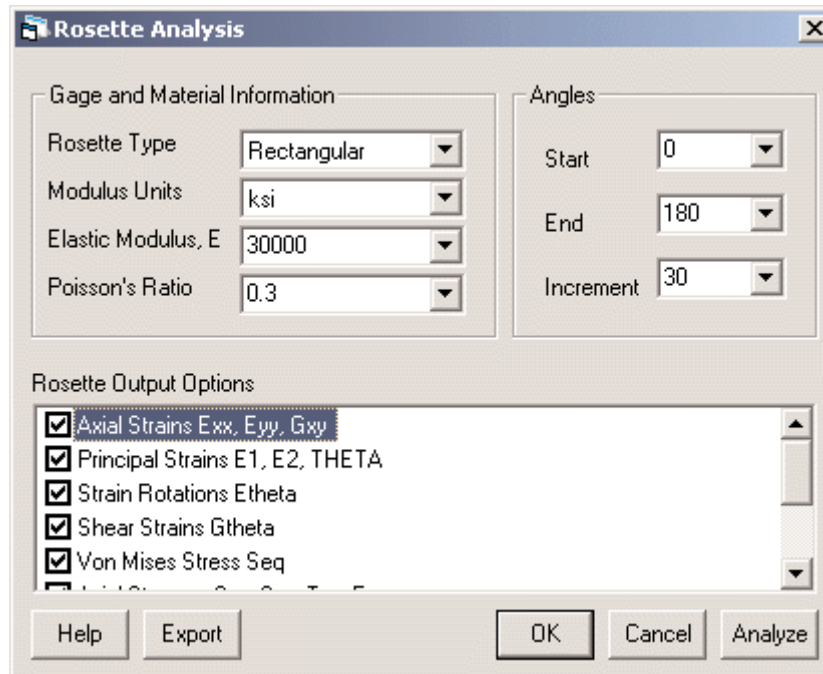 Rosette Analysis
Gage and Material Information
Rosette Type
Rectangular
Modulus Units
ksi
Elastic Modulus, E
30000
Poisson's Ratio
0.3
Angles
Start
0
End
180
Increment
30
Rosette Output Options
Axial Strains Exx, Eyy, Gxy
Principal Strains E1, E2, THETA
Strain Rotations Etheta
Shear Strains Gtheta
Von Mises Stress Seq
Help
Export
OK
Cancel
Analyze